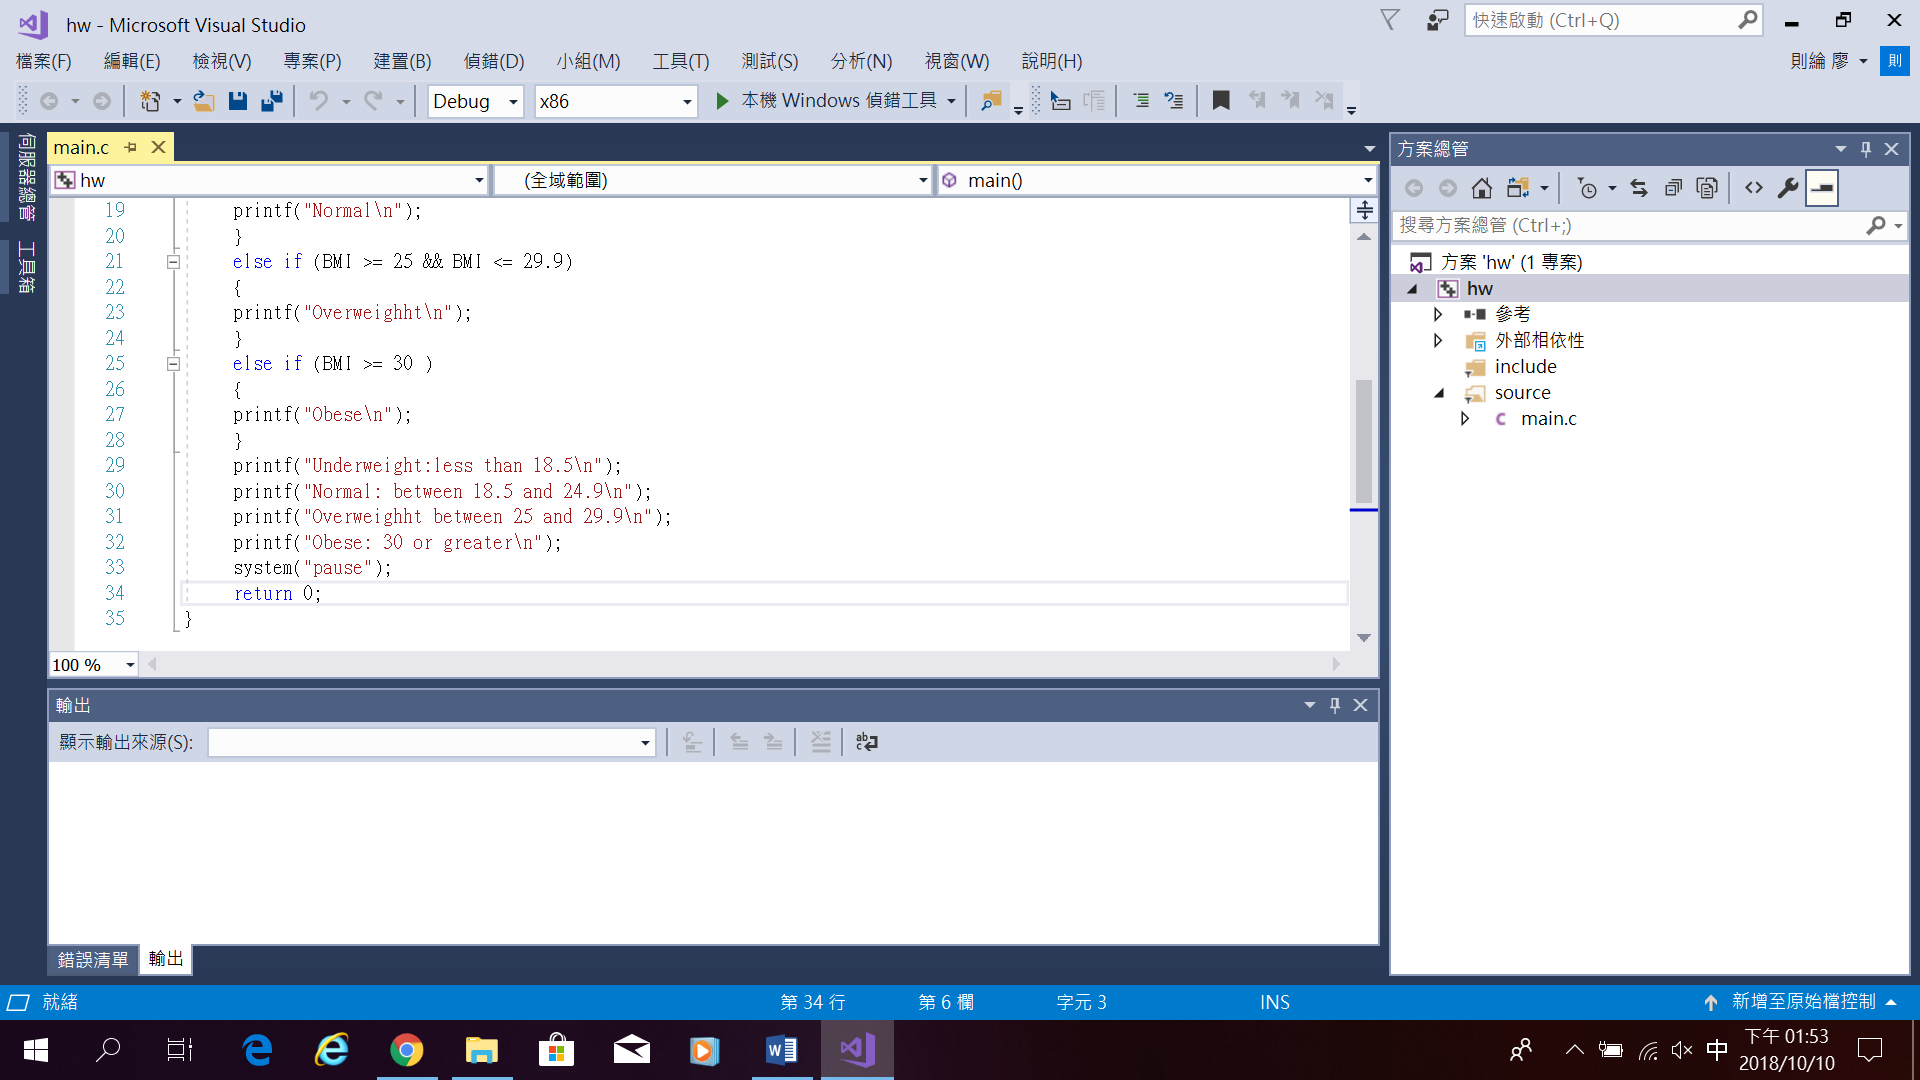 hw - Microsoft Visual Studio
快速啟動 (Ctrl+Q)
檔案(F) 編輯(E) 檢視(V) 專案(P) 建置(B) 偵錯(D) 小組(M) 工具(T) 測試(S) 分析(N) 視窗(W) 說明(H)
則綸 廖 則
Debug x86 本機 Windows 偵錯工具
伺服器總管
工具箱
main.c
hw (全域範圍) main()
19 printf("Normal\n");
20 }
21 else if (BMI >= 25 && BMI <= 29.9)
22 {
23 printf("Overweighht\n");
24 }
25 else if (BMI >= 30 )
26 {
27 printf("Obese\n");
28 }
29 printf("Underweight:less than 18.5\n");
30 printf("Normal: between 18.5 and 24.9\n");
31 printf("Overweighht between 25 and 29.9\n");
32 printf("Obese: 30 or greater\n");
33 system("pause");
34 return 0;
35 }
100 %
輸出
顯示輸出來源(S):
錯誤清單 輸出
方案總管
搜尋方案總管 (Ctrl+;)
方案 'hw' (1 專案)
hw
參考
外部相依性
include
source
main.c
就緒 第 34 行 第 6 欄 字元 3 INS 新增至原始檔控制
中
下午 01:53
2018/10/10